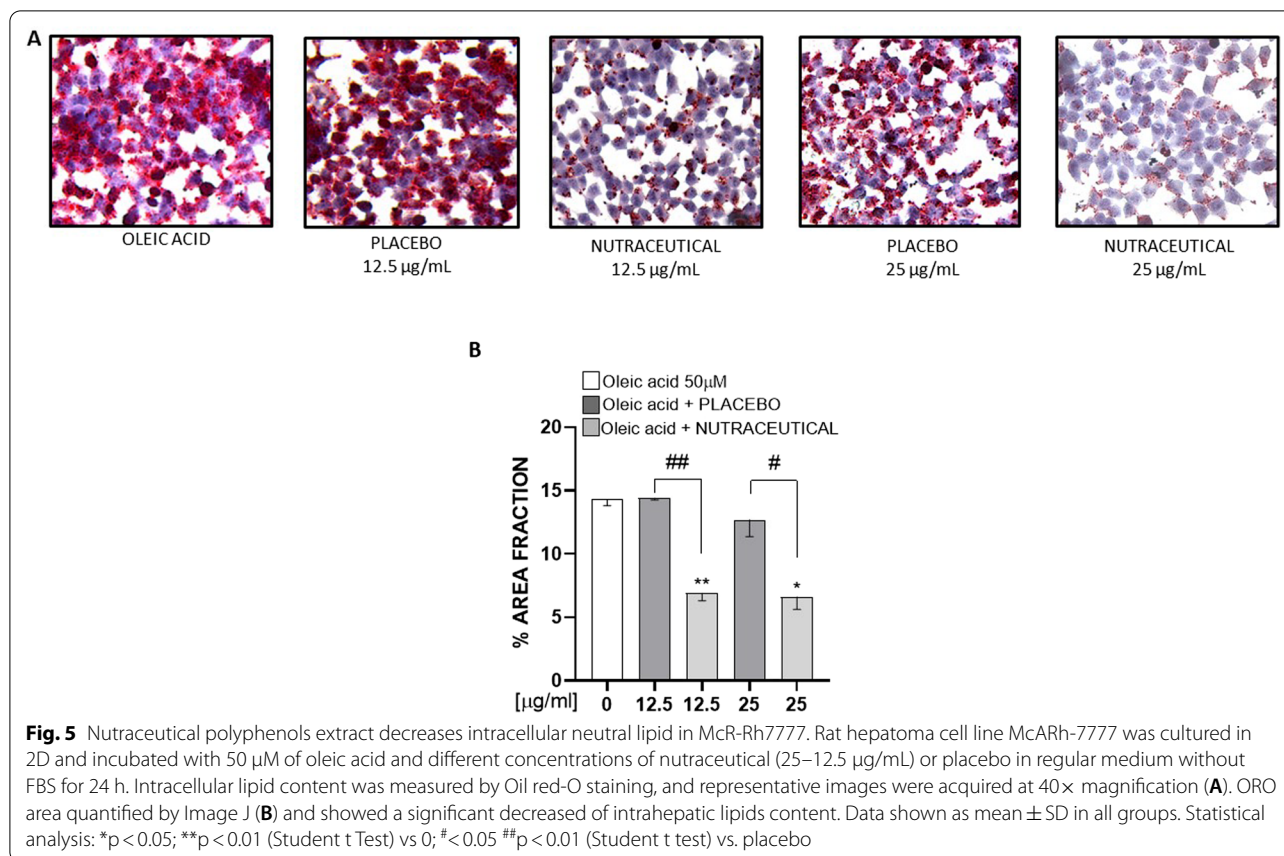 A
OLEIC ACID
PLACEBO
12.5 µg/mL
NUTRACEUTICAL
12.5 µg/mL
PLACEBO
25 µg/mL
NUTRACEUTICAL
25 µg/mL
B
Oleic acid 50µM
Oleic acid + PLACEBO
Oleic acid + NUTRACEUTICAL
% AREA FRACTION
20
15
10
5
0
##
#
**
*
[µg/ml] 0 12.5 12.5 25 25
Fig. 5 Nutraceutical polyphenols extract decreases intracellular neutral lipid in McR-Rh7777. Rat hepatoma cell line McARh-7777 was cultured in
2D and incubated with 50 µM of oleic acid and different concentrations of nutraceutical (25–12.5 µg/mL) or placebo in regular medium without
FBS for 24 h. Intracellular lipid content was measured by Oil red-O staining, and representative images were acquired at 40× magnification (A). ORO
area quantified by Image J (B) and showed a significant decreased of intrahepatic lipids content. Data shown as mean ± SD in all groups. Statistical
analysis: *p < 0.05; **p < 0.01 (Student t Test) vs 0; #< 0.05 ##p < 0.01 (Student t test) vs. placebo